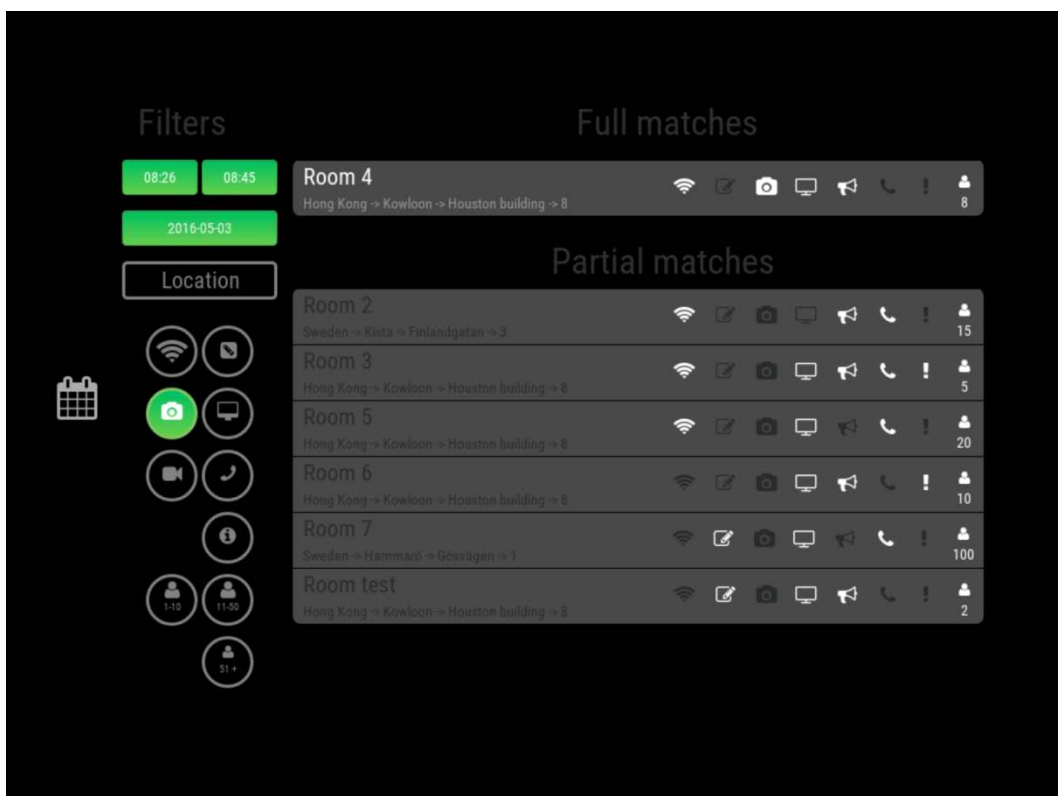 Filters
08:26 08:45
2016-05-03
Location
1-10 11-50
51 +
Full matches
Room 4
Hong Kong -> Kowloon -> Houston building -> 8
8
Partial matches
Room 2
Sweden -> Kista -> Finlandgatan -> 3
15
Room 3
Hong Kong -> Kowloon -> Houston building -> 8
5
Room 5
Hong Kong -> Kowloon -> Houston building -> 8
20
Room 6
Hong Kong -> Kowloon -> Houston building -> 8
10
Room 7
Sweden -> Hammarö -> Gösvägen -> 1
100
Room test
Hong Kong -> Kowloon -> Houston building -> 8
2